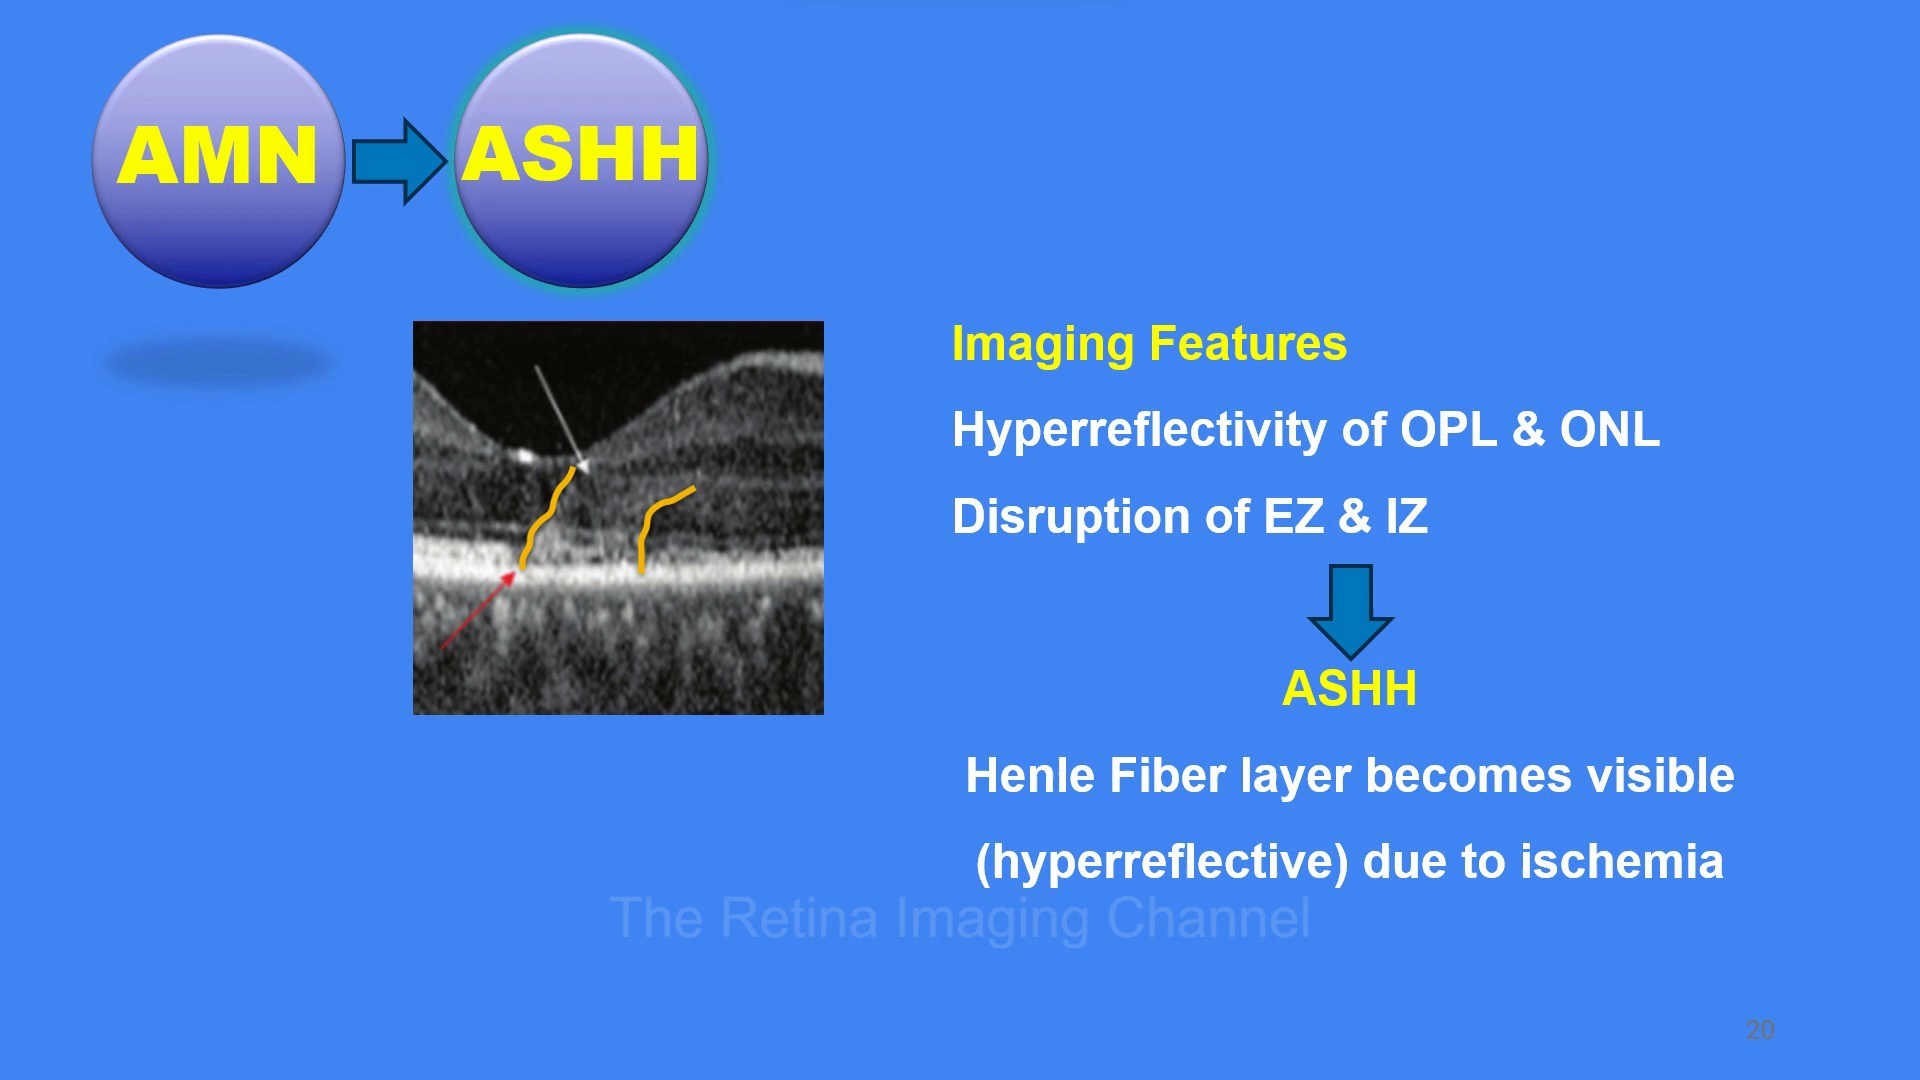 AMN
ASHH
Imaging Features
Hyperreflectivity of OPL & ONL
Disruption of EZ & IZ
ASHH
Henle Fiber layer becomes visible
(hyperreflective) due to ischemia
The Retina Imaging Channel
20